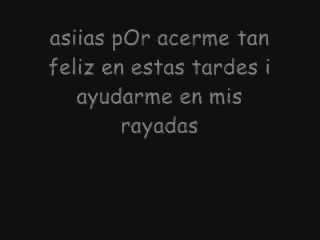 asiias pOr acerme tan
feliz en estas tardes i
ayudarme en mis
rayadas